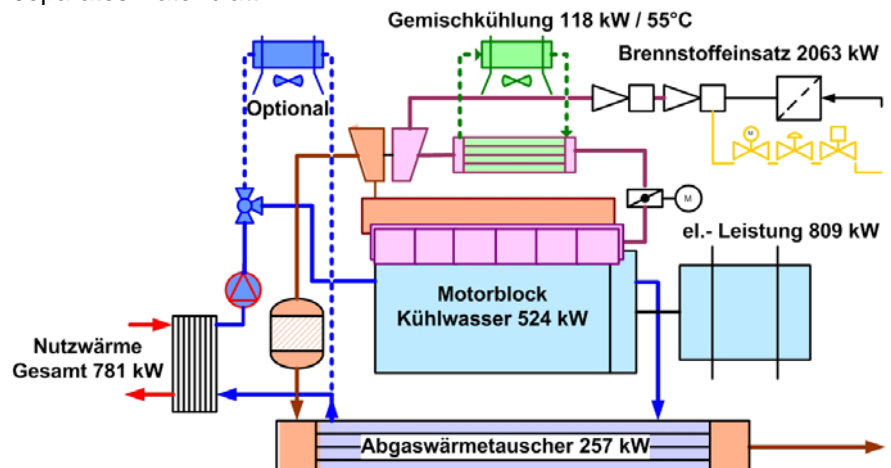 Gemischkühlung 118 kW / 55°C
Brennstoffeinsatz 2063 kW
Optional
M
M
el.- Leistung 809 kW
Motorblock
Kühlwasser 524 kW
Nutzwärme
Gesamt 781 kW
Abgaswärmetauscher 257 kW